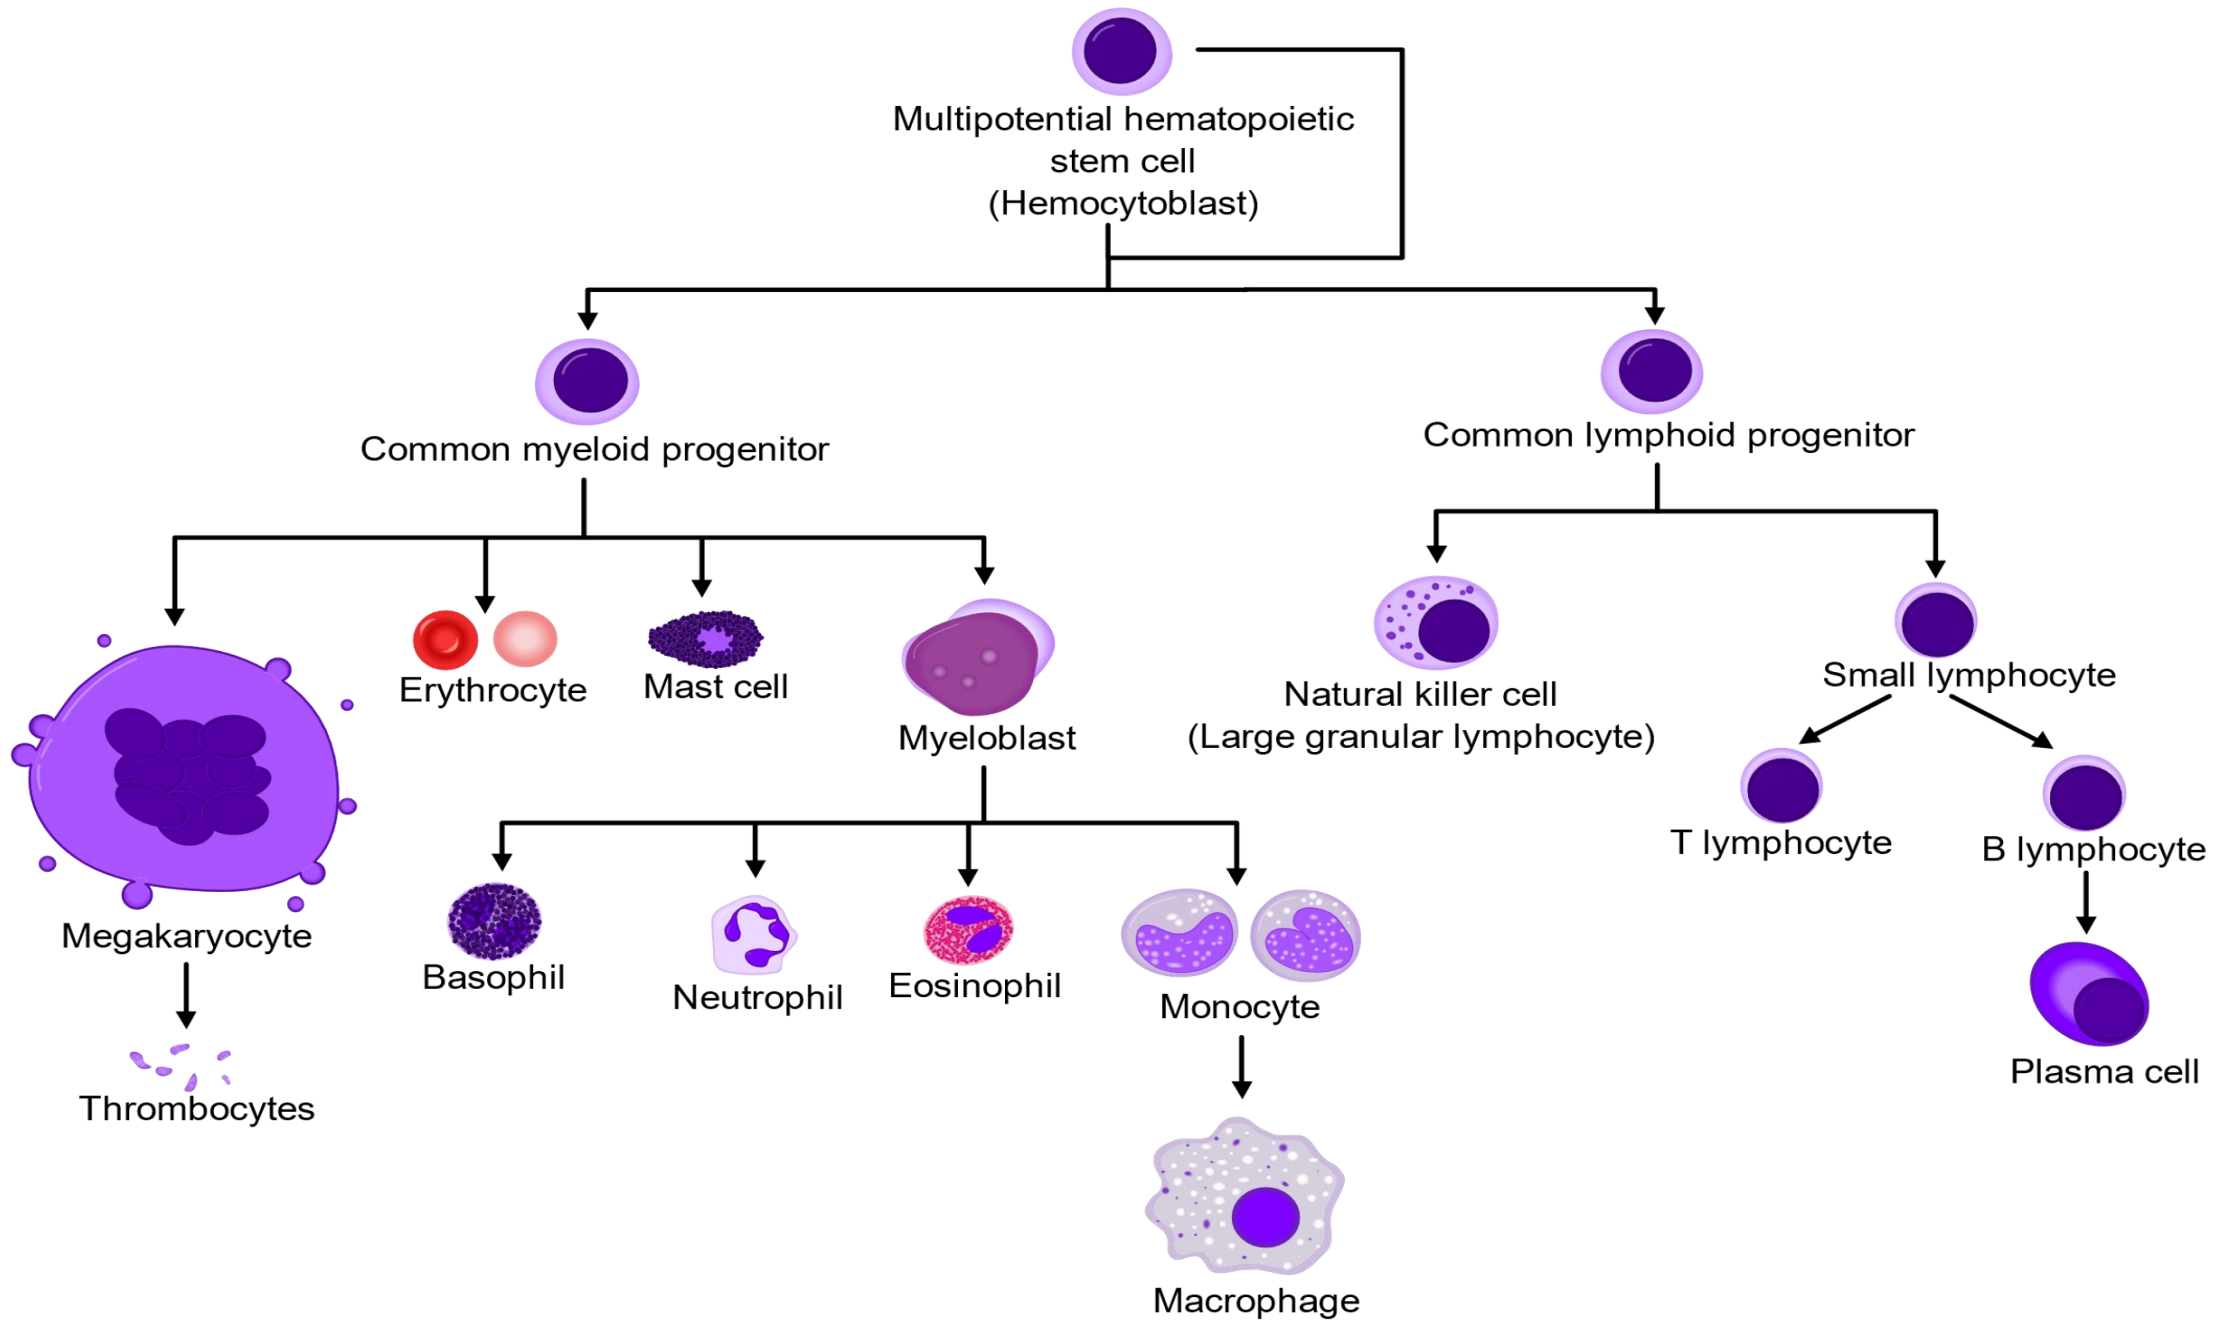 Multipotential hematopoietic
stem cell
(Hemocytoblast)
Common myeloid progenitor
Common lymphoid progenitor
Erythrocyte
Mast cell
Myeloblast
Natural killer cell
(Large granular lymphocyte)
Small lymphocyte
T lymphocyte
B lymphocyte
Megakaryocyte
Basophil
Neutrophil
Eosinophil
Monocyte
Plasma cell
Thrombocytes
Macrophage